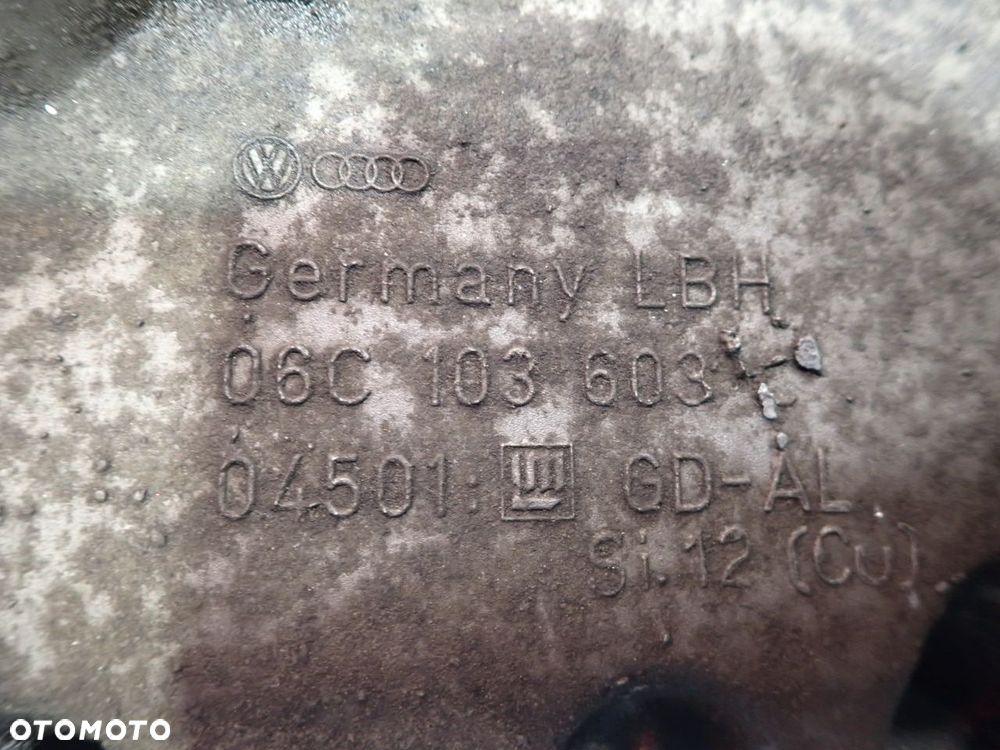 Germany LBH
06C 103 603
04501 GD-AL
Si.12 (Cu)
OTOMOTO